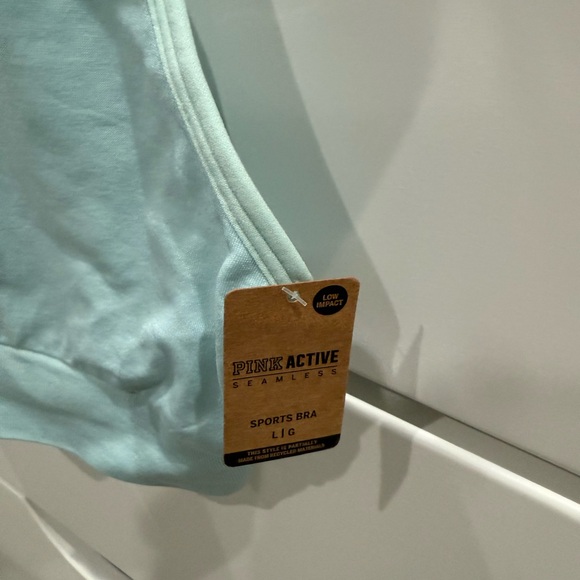 LOW
IMPACT
PINK ACTIVE
SEAMLESS
SPORTS BRA
L|G
THIS STYLE IS PARTIALLY
MADE FROM RECYCLED MATERIALS